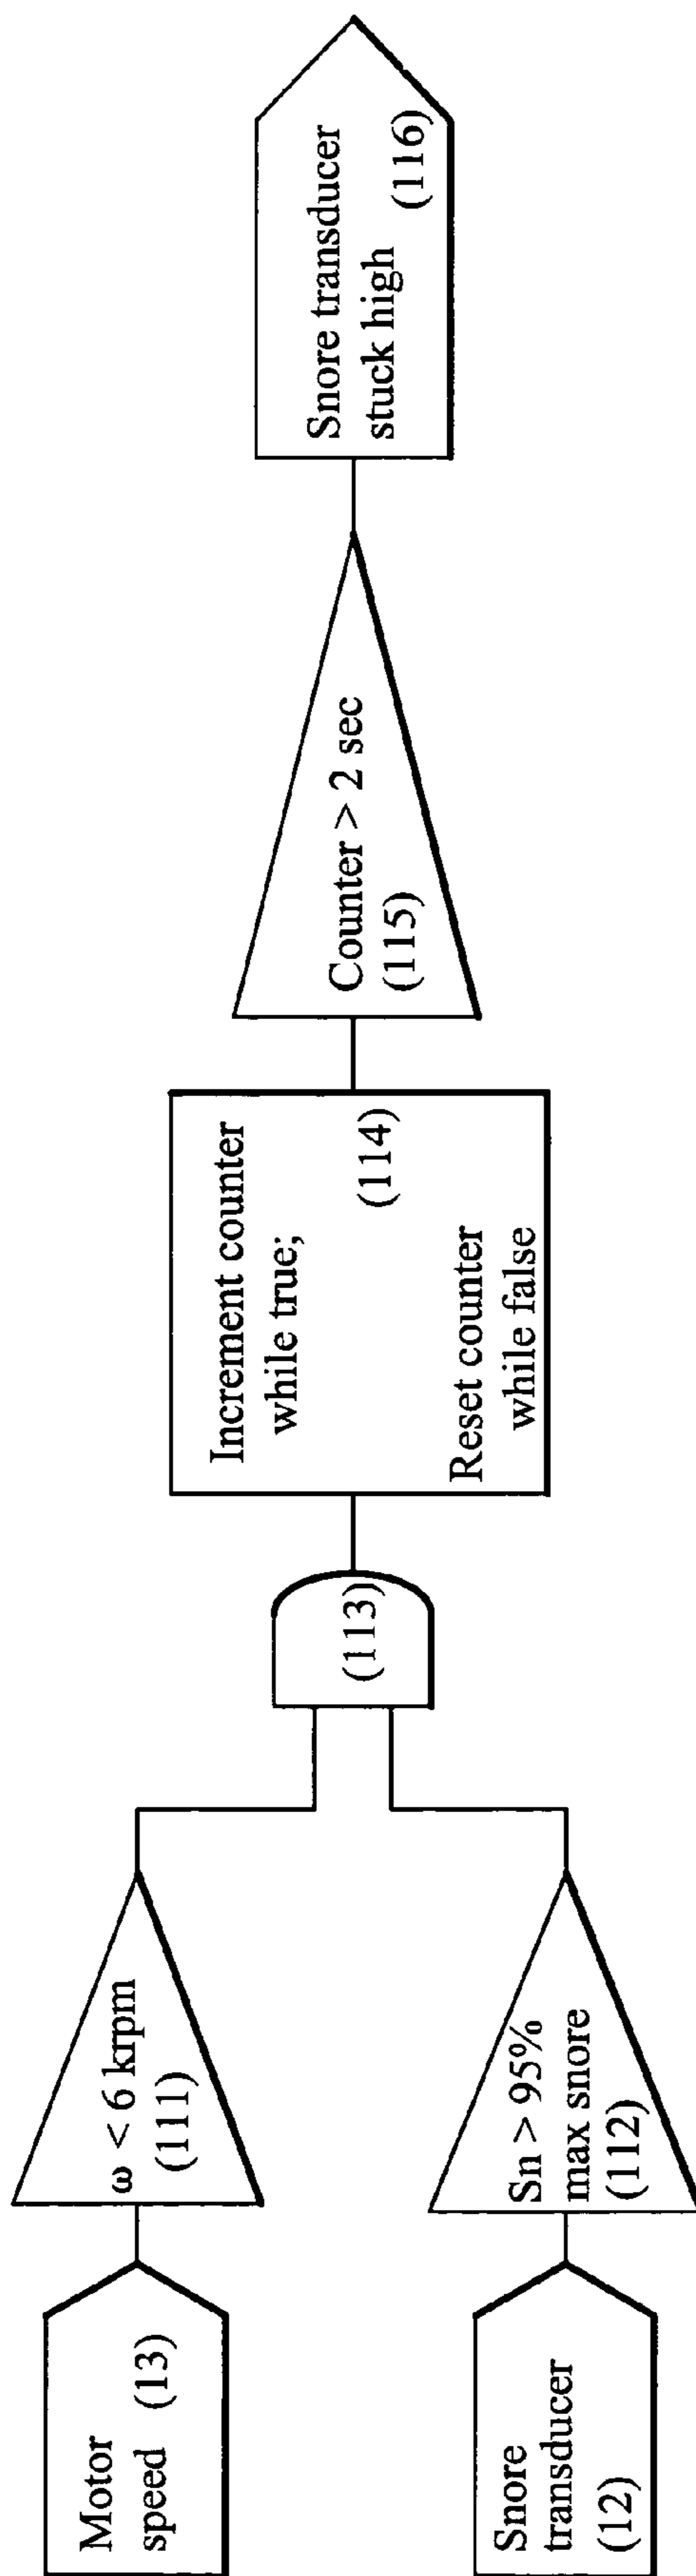 Motor
speed (13)
ω < 6 krpm
(111)
Snore
transducer
(12)
Sn > 95%
max snore
(112)
(113)
Increment counter
while true;
(114)
Reset counter
while false
Counter > 2 sec
(115)
Snore transducer
stuck high
(116)